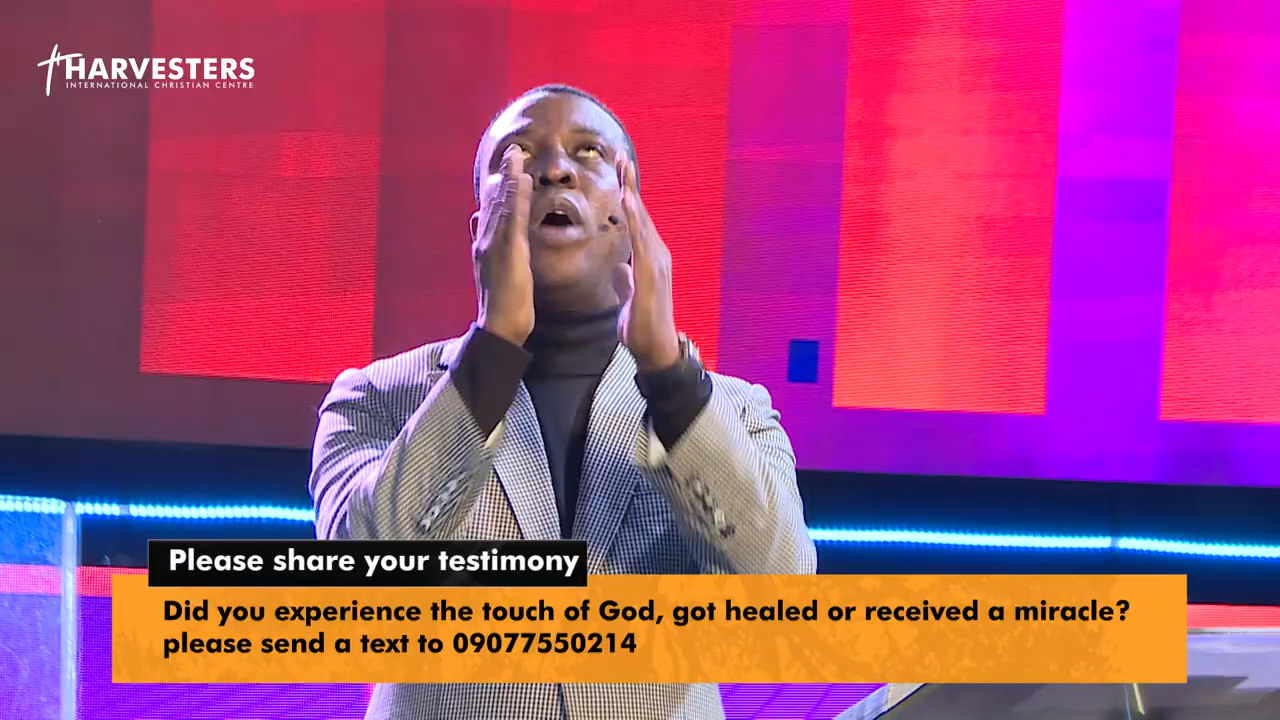 HARVESTERS
INTERNATIONAL CHRISTIAN CENTRE
Please share your testimony
Did you experience the touch of God, got healed or received a miracle?
please send a text to 09077550214